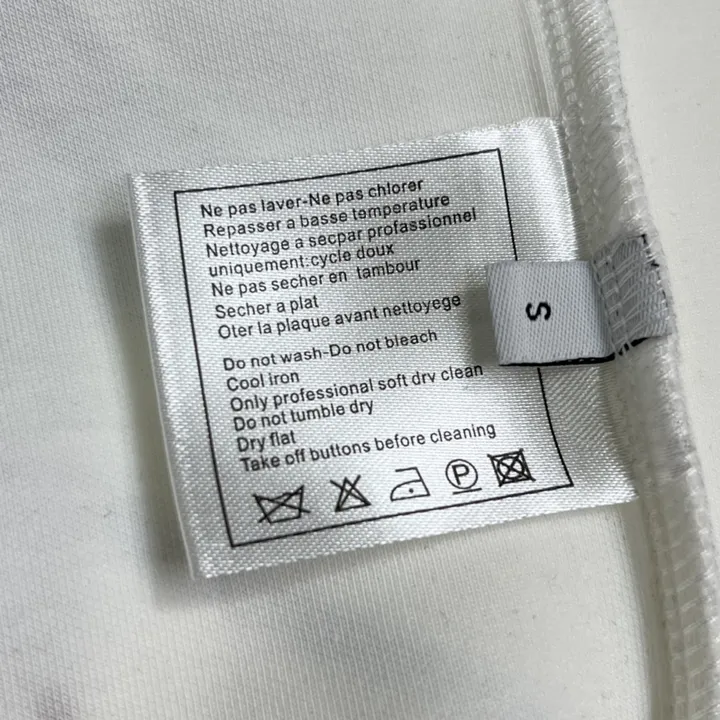 Ne pas laver-Ne pas chlorer
Repasser a basse temperature
Nettoyage a secpar profassionnel
uniquement:cycle doux
Ne pas secher en tambour
Secher a plat
Oter la plaque avant nettoyege
Do not wash-Do not bleach
Cool iron
Only professional soft drv clean
Do not tumble dry
Dry flat
Take off buttons before cleaning
P
S